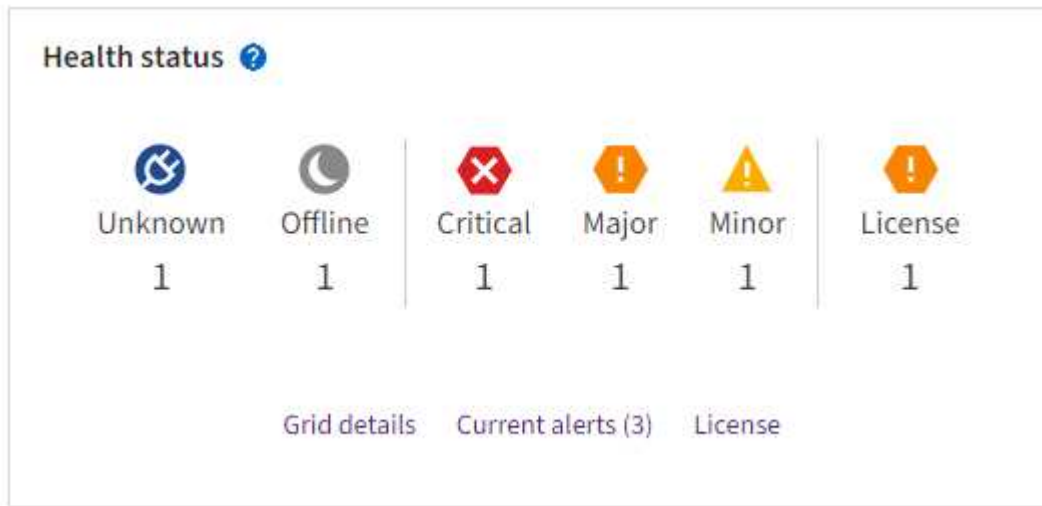 Health status ?
Unknown Offline Critical Major Minor License
1 1 1 1 1 1
Grid details Current alerts (3) License